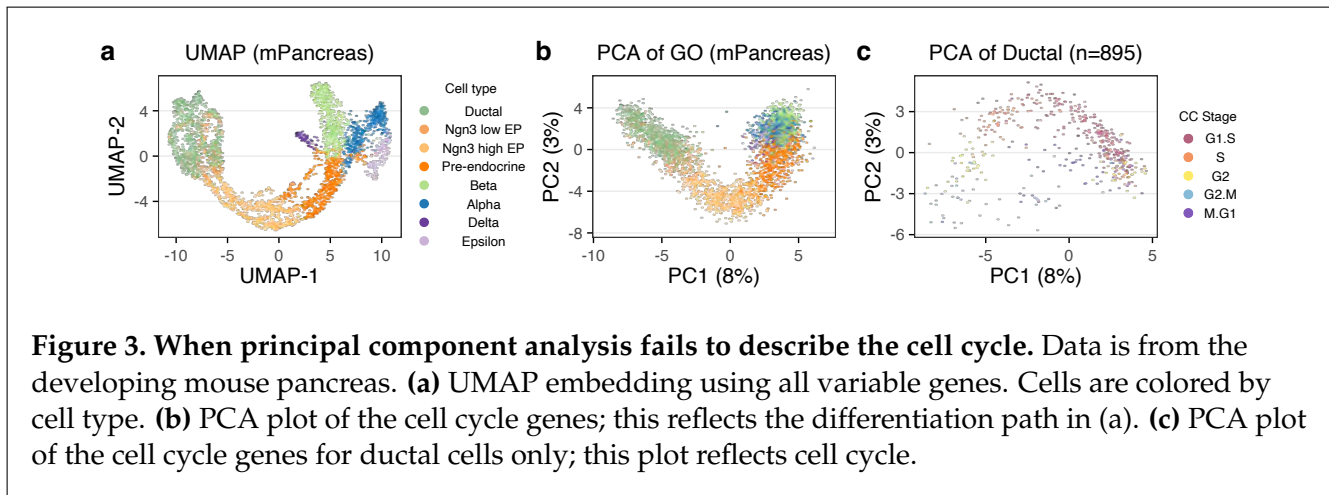 a UMAP (mPancreas)
4
0
-4
-10 -5 0 5 10
UMAP-2
UMAP-1
Cell type
Ductal
Ngn3 low EP
Ngn3 high EP
Pre-endocrine
Beta
Alpha
Delta
Epsilon
b PCA of GO (mPancreas)
4
0
-4
-8
-10 -5 0 5
PC2 (3%)
PC1 (8%)
c PCA of Ductal (n=895)
3
0
-3
-6
-5 0 5
PC2 (3%)
PC1 (8%)
CC Stage
G1.S
S
G2
G2.M
M.G1
Figure 3. When principal component analysis fails to describe the cell cycle. Data is from the
developing mouse pancreas. (a) UMAP embedding using all variable genes. Cells are colored by
cell type. (b) PCA plot of the cell cycle genes; this reflects the differentiation path in (a). (c) PCA plot
of the cell cycle genes for ductal cells only; this plot reflects cell cycle.